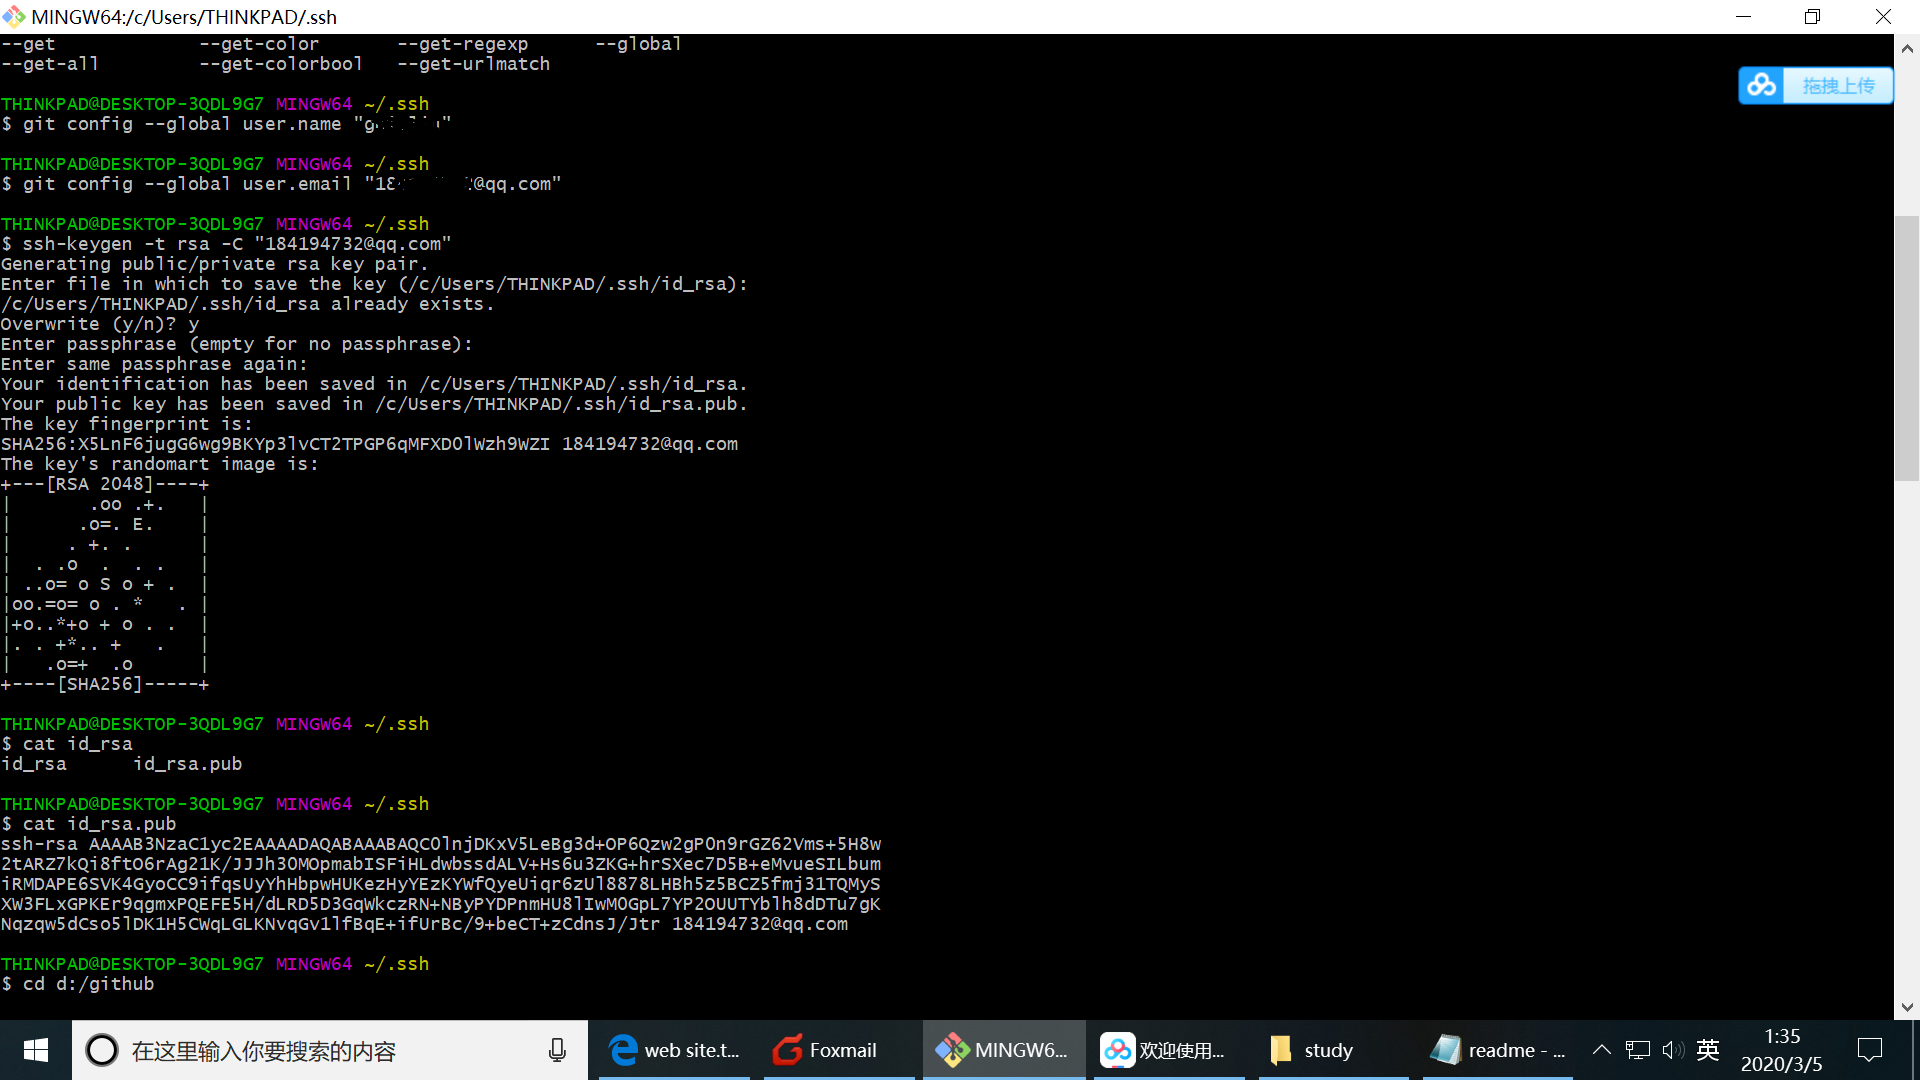 MINGW64:/c/Users/THINKPAD/.ssh
--get             --get-color       --get-regexp      --global
--get-all         --get-colorbool   --get-urlmatch
拖拽上传
THINKPAD@DESKTOP-3QDL9G7 MINGW64 ~/.ssh
$ git config --global user.name "
THINKPAD@DESKTOP-3QDL9G7 MINGW64 ~/.ssh
$ git config --global user.email "18 @qq.com"
THINKPAD@DESKTOP-3QDL9G7 MINGW64 ~/.ssh
$ ssh-keygen -t rsa -C "184194732@qq.com"
Generating public/private rsa key pair.
Enter file in which to save the key (/c/Users/THINKPAD/.ssh/id_rsa):
/c/Users/THINKPAD/.ssh/id_rsa already exists.
Overwrite (y/n)? y
Enter passphrase (empty for no passphrase):
Enter same passphrase again:
Your identification has been saved in /c/Users/THINKPAD/.ssh/id_rsa.
Your public key has been saved in /c/Users/THINKPAD/.ssh/id_rsa.pub.
The key fingerprint is:
SHA256:X5LnF6jugG6wg9BKYp3lvCT2TPGP6qMFXDOlWzh9WZI 184194732@qq.com
The key's randomart image is:
+---[RSA 2048]----+
|       .oo .+.   |
|      .o=. E.    |
|     . +. .      |
|  . .o  .  . .   |
| ..o= o S o + .  |
|oo.=o= o . *   . |
|+o..*+o + o . .  |
|. . +*.. +   .   |
|   .o=+  .o      |
+----[SHA256]-----+
THINKPAD@DESKTOP-3QDL9G7 MINGW64 ~/.ssh
$ cat id_rsa
id_rsa      id_rsa.pub
THINKPAD@DESKTOP-3QDL9G7 MINGW64 ~/.ssh
$ cat id_rsa.pub
ssh-rsa AAAAB3NzaC1yc2EAAAADAQABAAABAQC0lnjDKxV5LeBg3d+OP6Qzw2gP0n9rGZ62Vms+5H8w
2tARZ7kQi8ftO6rAg21K/JJJh30MOpmabISFiHLdwbssdALV+Hs6u3ZKG+hrSXec7D5B+eMvueSILbum
iRMDAPE6SVK4GyoCC9ifqsUyYhHbpwHUKezHyYEzKYWfQyeUiqr6zUl8878LHBh5z5BCZ5fmj31TQMyS
XW3FLxGPKEr9qgmxPQEFE5H/dLRD5D3GqWkczRN+NByPYDPnmHU8lIwM0GpL7YP2OUUTYblh8dDTu7gK
Nqzqw5dCso5lDK1H5CWqLGLKNvqGv1lfBqE+ifUrBc/9+beCT+zCdnsJ/Jtr 184194732@qq.com
THINKPAD@DESKTOP-3QDL9G7 MINGW64 ~/.ssh
$ cd d:/github
在这里输入你要搜索的内容
web site.t...
Foxmail
MINGW6...
欢迎使用...
study
readme - ...
英
1:35
2020/3/5